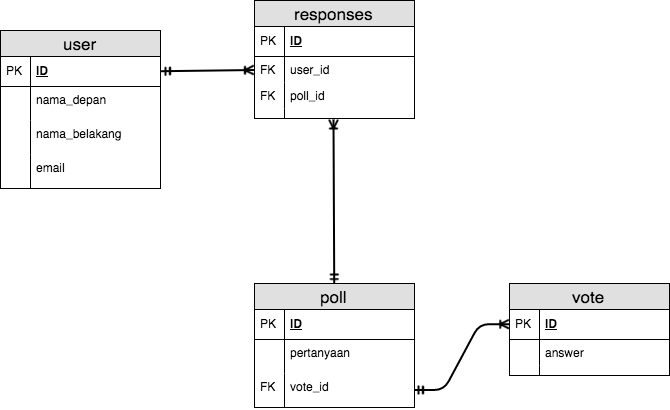 responses
PK ID
FK user_id
FK poll_id
user
PK ID
nama_depan
nama_belakang
email
poll
PK ID
pertanyaan
FK vote_id
vote
PK ID
answer